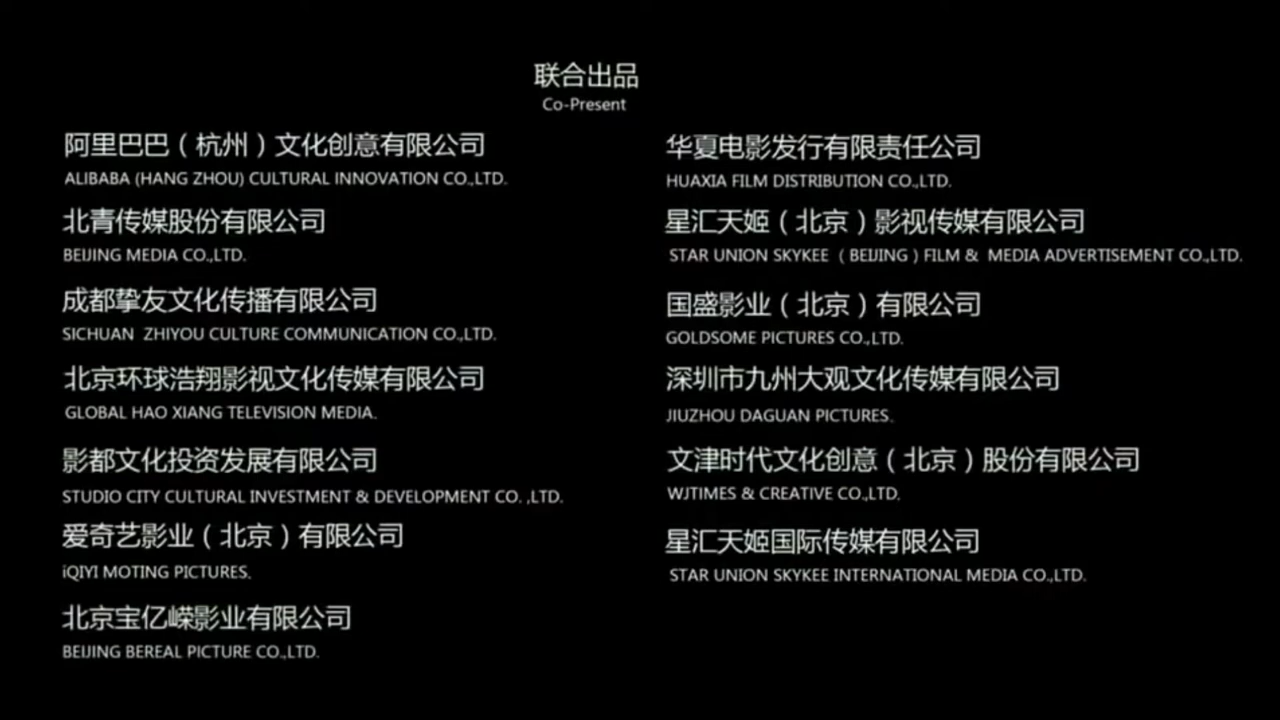 联合出品
Co-Present
阿里巴巴（杭州）文化创意有限公司
ALIBABA (HANG ZHOU) CULTURAL INNOVATION CO.,LTD.
北青传媒股份有限公司
BEIJING MEDIA CO.,LTD.
成都挚友文化传播有限公司
SICHUAN ZHIYOU CULTURE COMMUNICATION CO.,LTD.
北京环球浩翔影视文化传媒有限公司
GLOBAL HAO XIANG TELEVISION MEDIA.
影都文化投资发展有限公司
STUDIO CITY CULTURAL INVESTMENT & DEVELOPMENT CO. ,LTD.
爱奇艺影业（北京）有限公司
iQIYI MOTING PICTURES.
北京宝亿嵘影业有限公司
BEIJING BEREAL PICTURE CO.,LTD.
华夏电影发行有限责任公司
HUAXIA FILM DISTRIBUTION CO.,LTD.
星汇天姬（北京）影视传媒有限公司
STAR UNION SKYKEE （BEIJING）FILM & MEDIA ADVERTISEMENT CO.,LTD.
国盛影业（北京）有限公司
GOLDSOME PICTURES CO.,LTD.
深圳市九州大观文化传媒有限公司
JIUZHOU DAGUAN PICTURES.
文津时代文化创意（北京）股份有限公司
WJTIMES & CREATIVE CO.,LTD.
星汇天姬国际传媒有限公司
STAR UNION SKYKEE INTERNATIONAL MEDIA CO.,LTD.